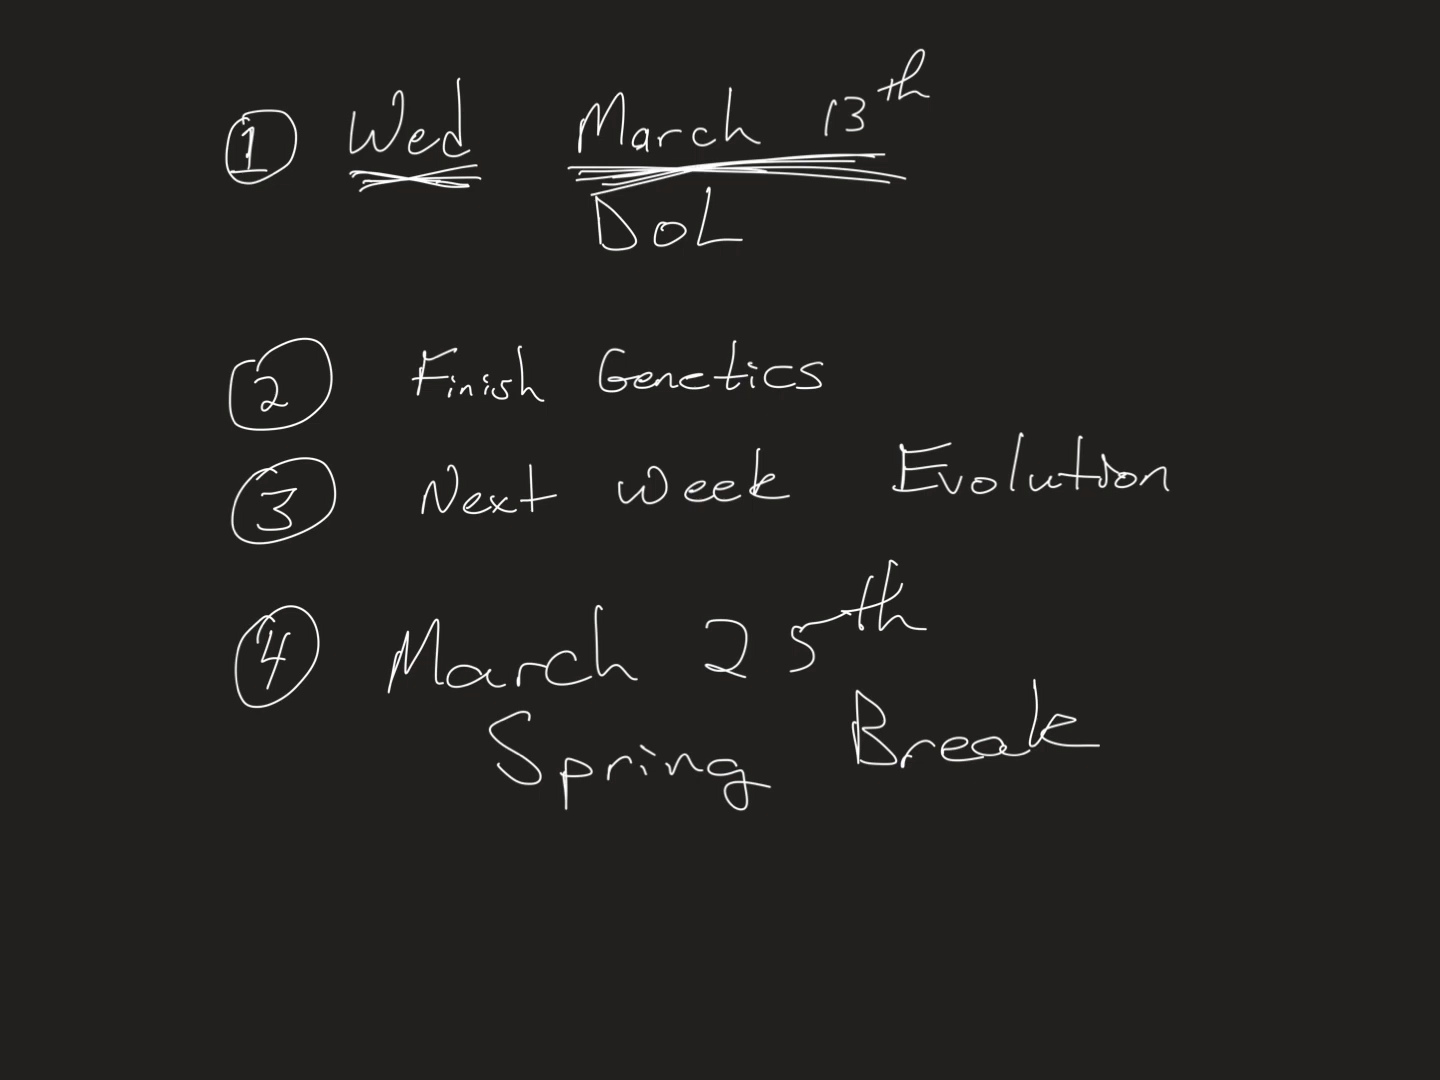 ① Wed March 13th
DoL
② Finish Genetics
③ Next week Evolution
④ March 25th
Spring Break